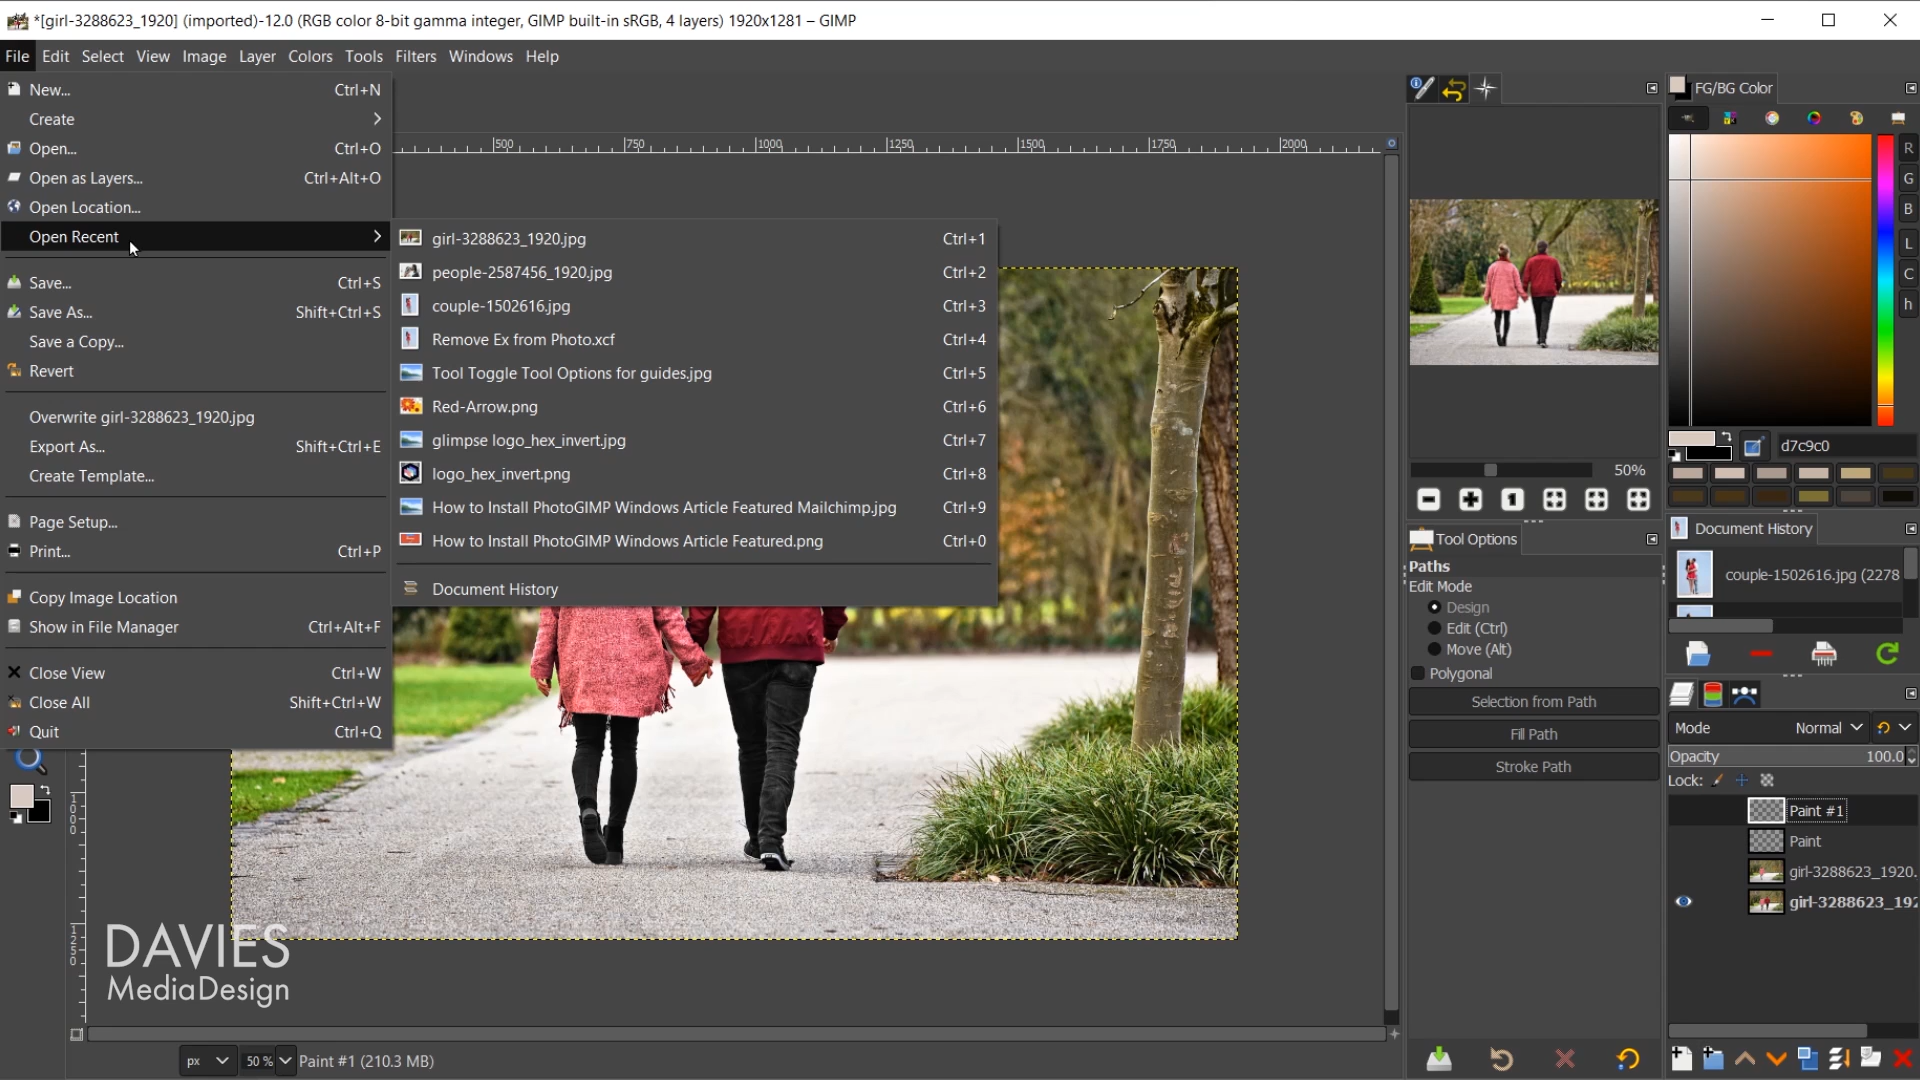 *[girl-3288623_1920] (imported)-12.0 (RGB color 8-bit gamma integer, GIMP built-in sRGB, 4 layers) 1920x1281 – GIMP
File Edit Select View Image Layer Colors Tools Filters Windows Help
New... Ctrl+N
Create
Open... Ctrl+O
Open as Layers... Ctrl+Alt+O
Open Location...
Open Recent
Save... Ctrl+S
Save As... Shift+Ctrl+S
Save a Copy...
Revert
Overwrite girl-3288623_1920.jpg
Export As... Shift+Ctrl+E
Create Template...
Page Setup...
Print... Ctrl+P
Copy Image Location
Show in File Manager Ctrl+Alt+F
Close View Ctrl+W
Close All Shift+Ctrl+W
Quit Ctrl+Q
500 750 1000 1250 1500 1750 2000
girl-3288623_1920.jpg Ctrl+1
people-2587456_1920.jpg Ctrl+2
couple-1502616.jpg Ctrl+3
Remove Ex from Photo.xcf Ctrl+4
Tool Toggle Tool Options for guides.jpg Ctrl+5
Red-Arrow.png Ctrl+6
glimpse logo_hex_invert.jpg Ctrl+7
logo_hex_invert.png Ctrl+8
How to Install PhotoGIMP Windows Article Featured Mailchimp.jpg Ctrl+9
How to Install PhotoGIMP Windows Article Featured.png Ctrl+0
Document History
1000
1250
DAVIES
MediaDesign
px 50 % Paint #1 (210.3 MB)
50%
1
Tool Options
Paths
Edit Mode
Design
Edit (Ctrl)
Move (Alt)
Polygonal
Selection from Path
Fill Path
Stroke Path
FG/BG Color
R
G
B
L
C
h
d7c9c0
Document History
couple-1502616.jpg (2278
Mode Normal
Opacity 100.0
Lock:
Paint #1
Paint
girl-3288623_1920.
girl-3288623_192